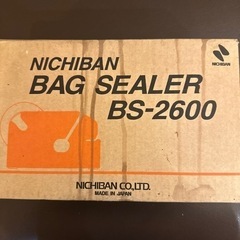 NICHIBAN
BAG SEALER
BS-2600
NICHIBAN
NICHIBAN CO.,LTD.
MADE IN JAPAN